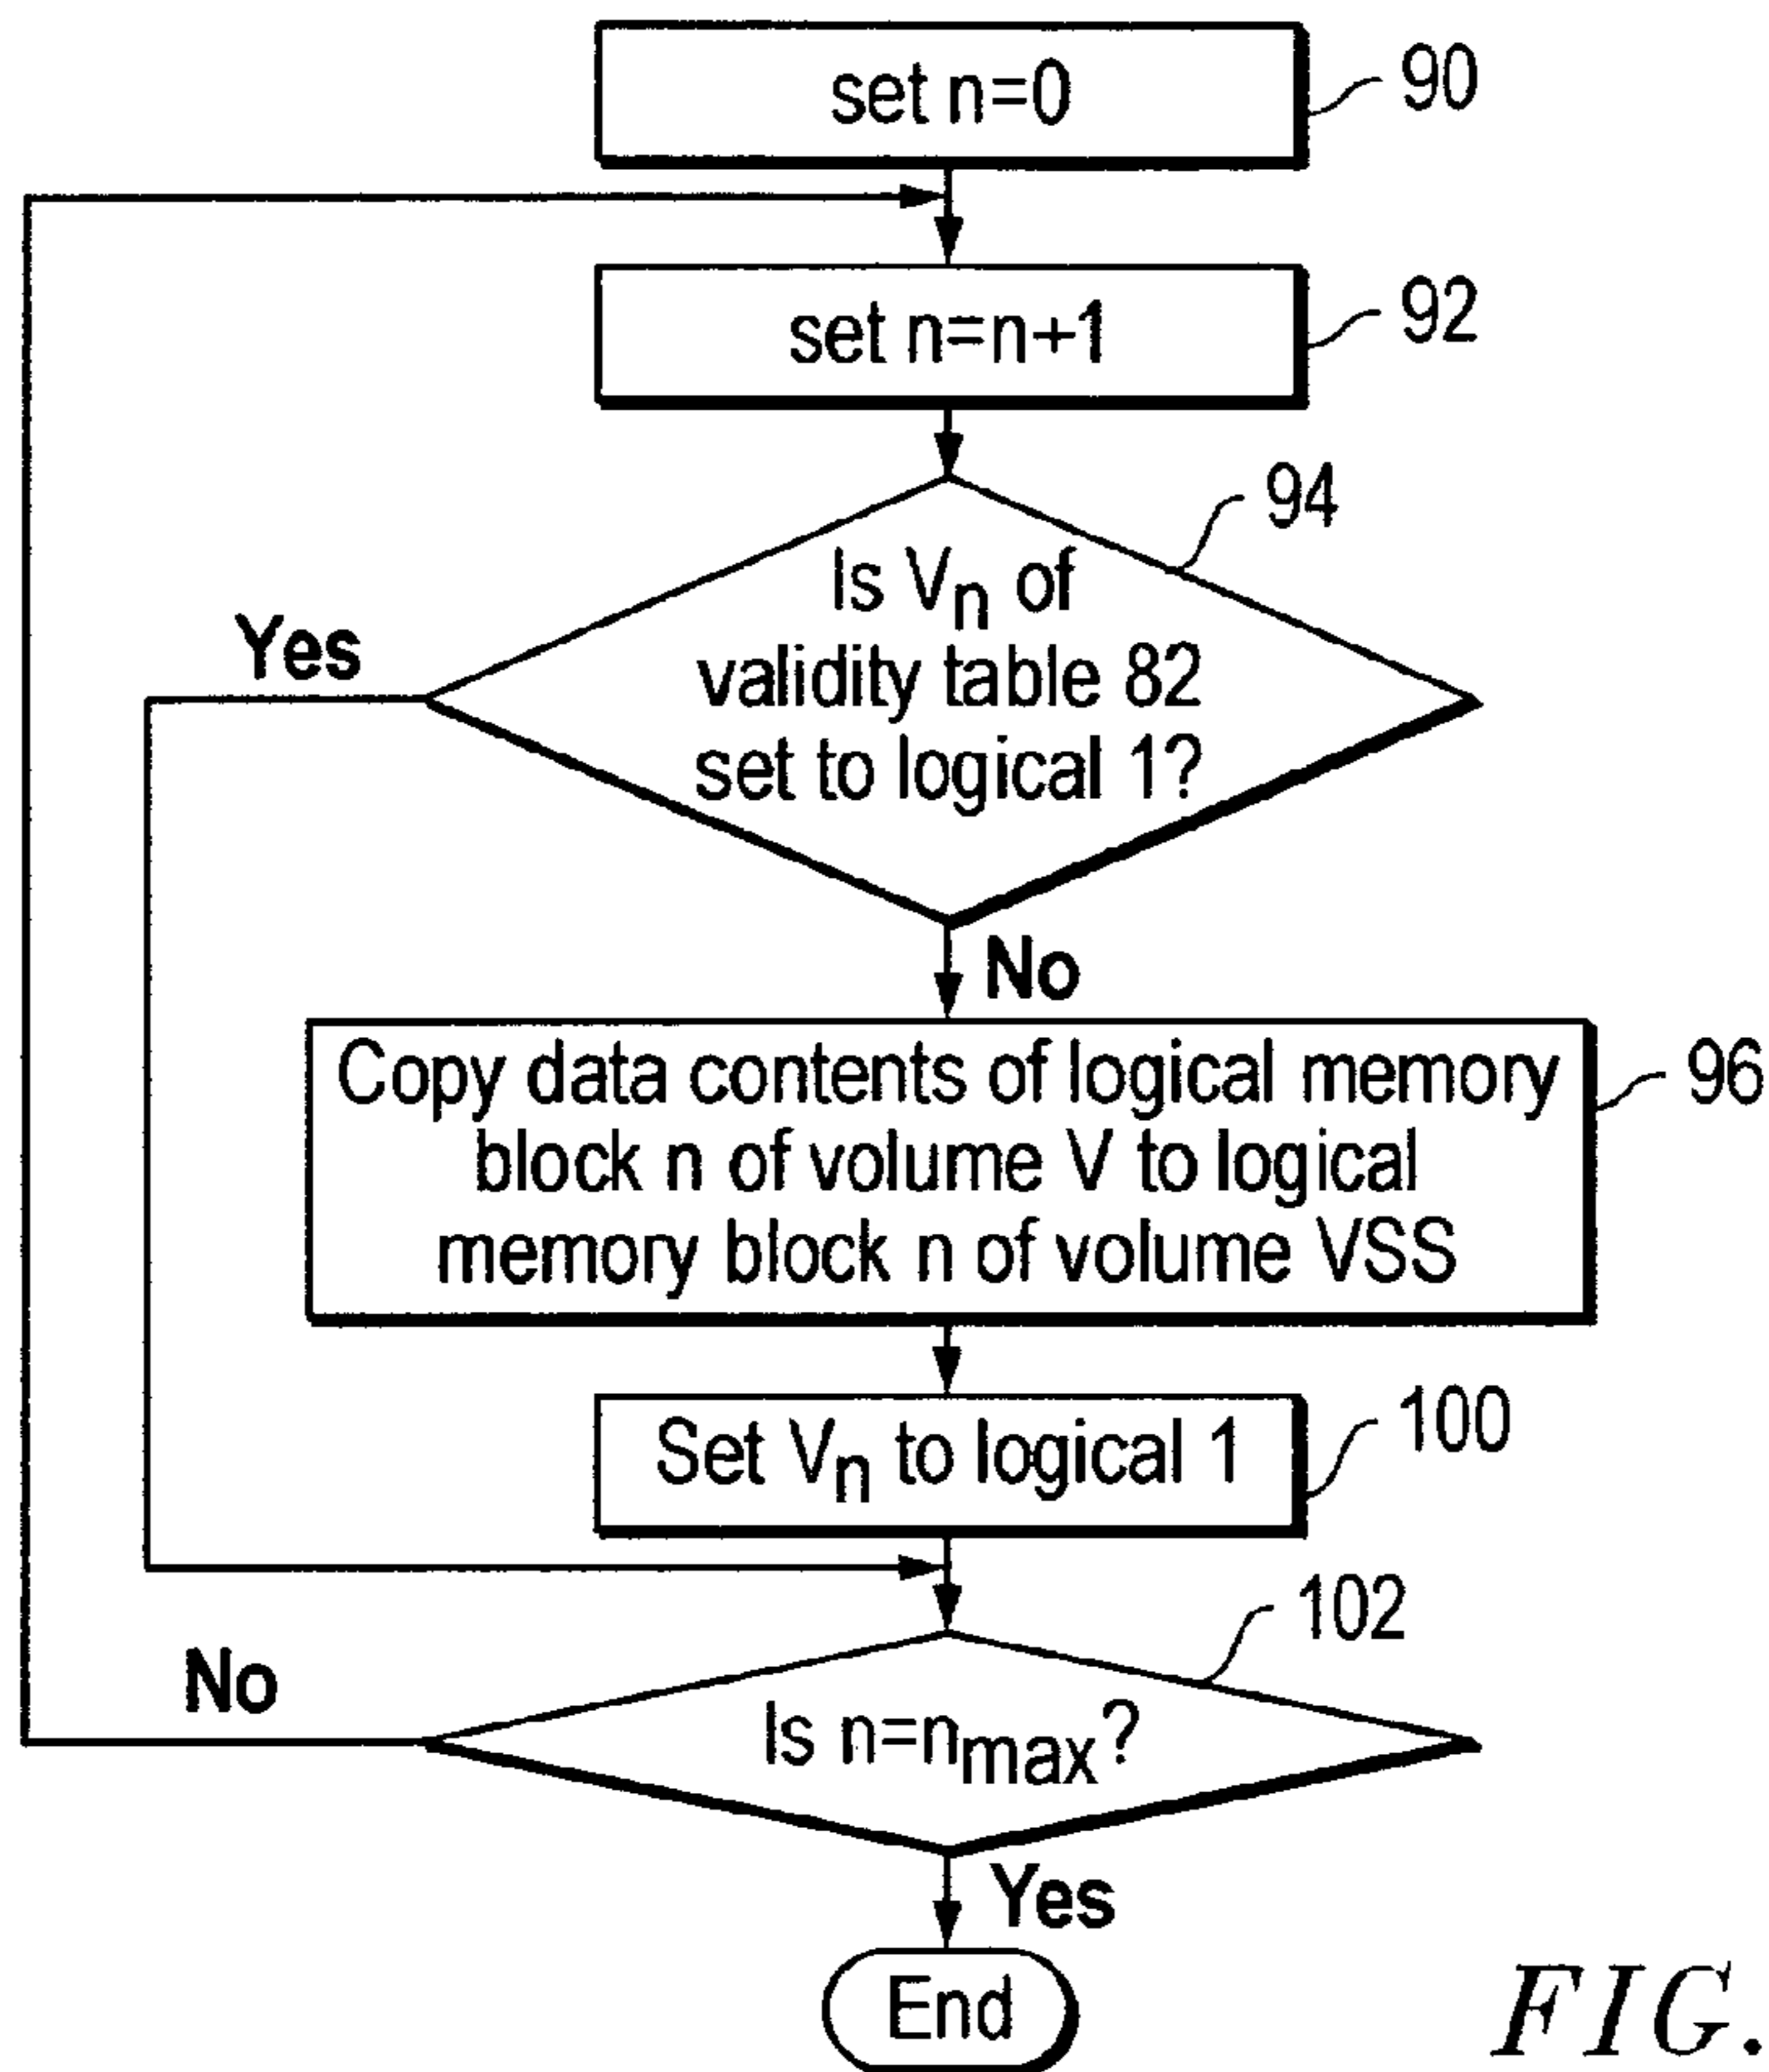 set n=0
90
set n=n+1
92
94
Is Vn of
validity table 82
set to logical 1?
Yes
No
Copy data contents of logical memory
block n of volume V to logical
memory block n of volume VSS
96
Set Vn to logical 1
100
102
No
Is n=nmax?
Yes
End
FIG.